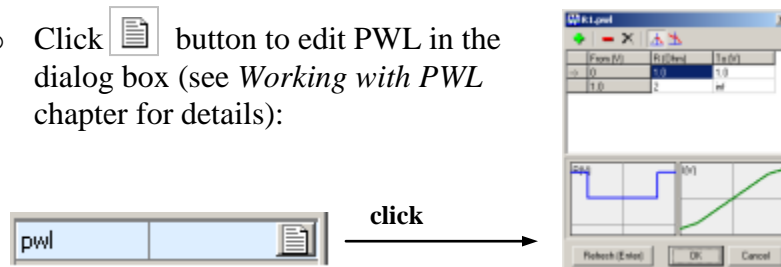 Click button to edit PWL in the
dialog box (see Working with PWL
chapter for details):
pwl
click
R1.pwl
From (V) R (Ohm) To (V)
0 1.0 1.0
1.0 2 inf
R(V) I(V)
Refresh (Enter) OK Cancel